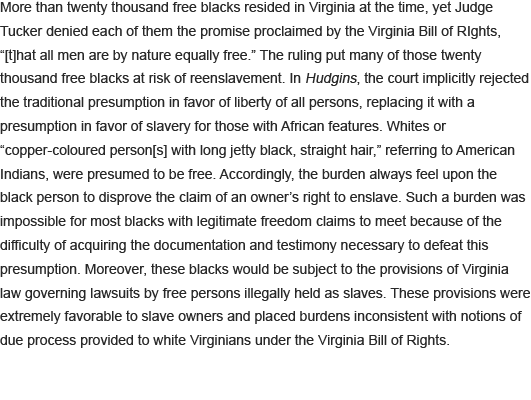 More than twenty thousand free blacks resided in Virginia at the time, yet Judge
Tucker denied each of them the promise proclaimed by the Virginia Bill of RIghts,
“[t]hat all men are by nature equally free.” The ruling put many of those twenty
thousand free blacks at risk of reenslavement. In Hudgins, the court implicitly rejected
the traditional presumption in favor of liberty of all persons, replacing it with a
presumption in favor of slavery for those with African features. Whites or
“copper-coloured person[s] with long jetty black, straight hair,” referring to American
Indians, were presumed to be free. Accordingly, the burden always feel upon the
black person to disprove the claim of an owner’s right to enslave. Such a burden was
impossible for most blacks with legitimate freedom claims to meet because of the
difficulty of acquiring the documentation and testimony necessary to defeat this
presumption. Moreover, these blacks would be subject to the provisions of Virginia
law governing lawsuits by free persons illegally held as slaves. These provisions were
extremely favorable to slave owners and placed burdens inconsistent with notions of
due process provided to white Virginians under the Virginia Bill of Rights.